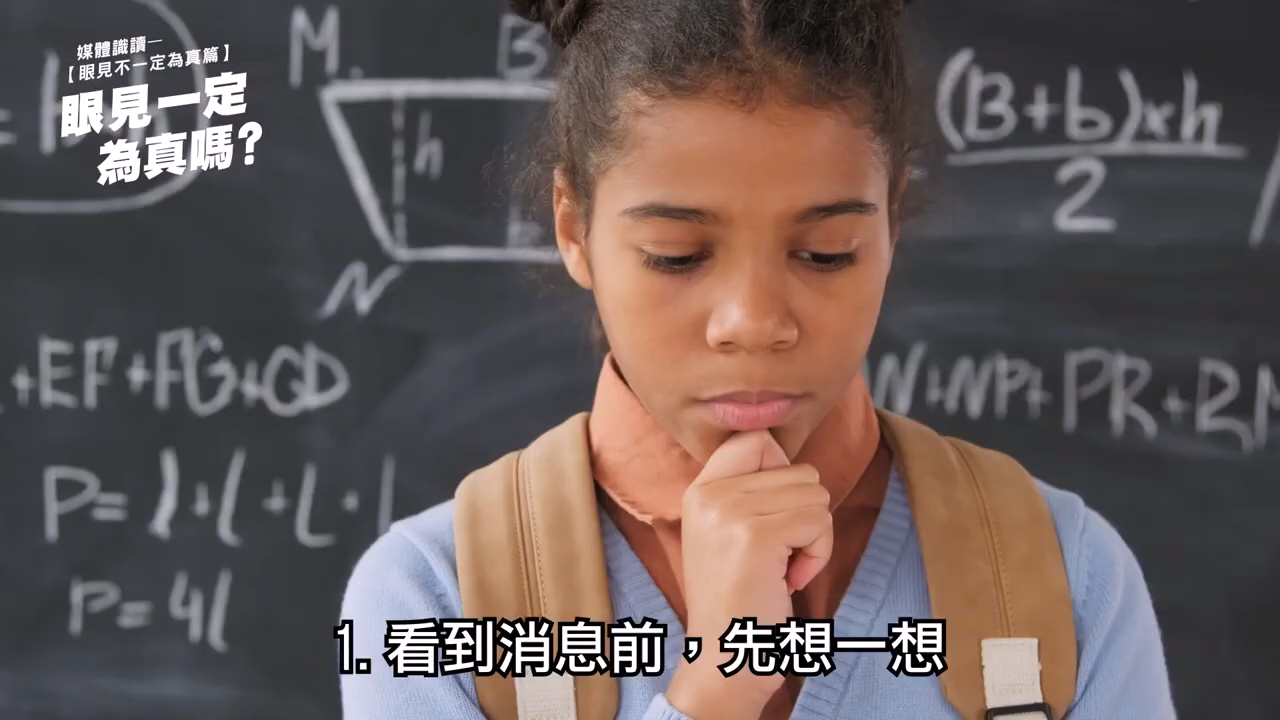 媒體識讀—
【眼見不一定為真篇】
眼見一定
為真嗎?
M.
B
h
(B+b)×h
2
N
+EF+FG+GD
N+NP+PR+RM
P=l+l+l+l
P=4l
1. 看到消息前，先想一想